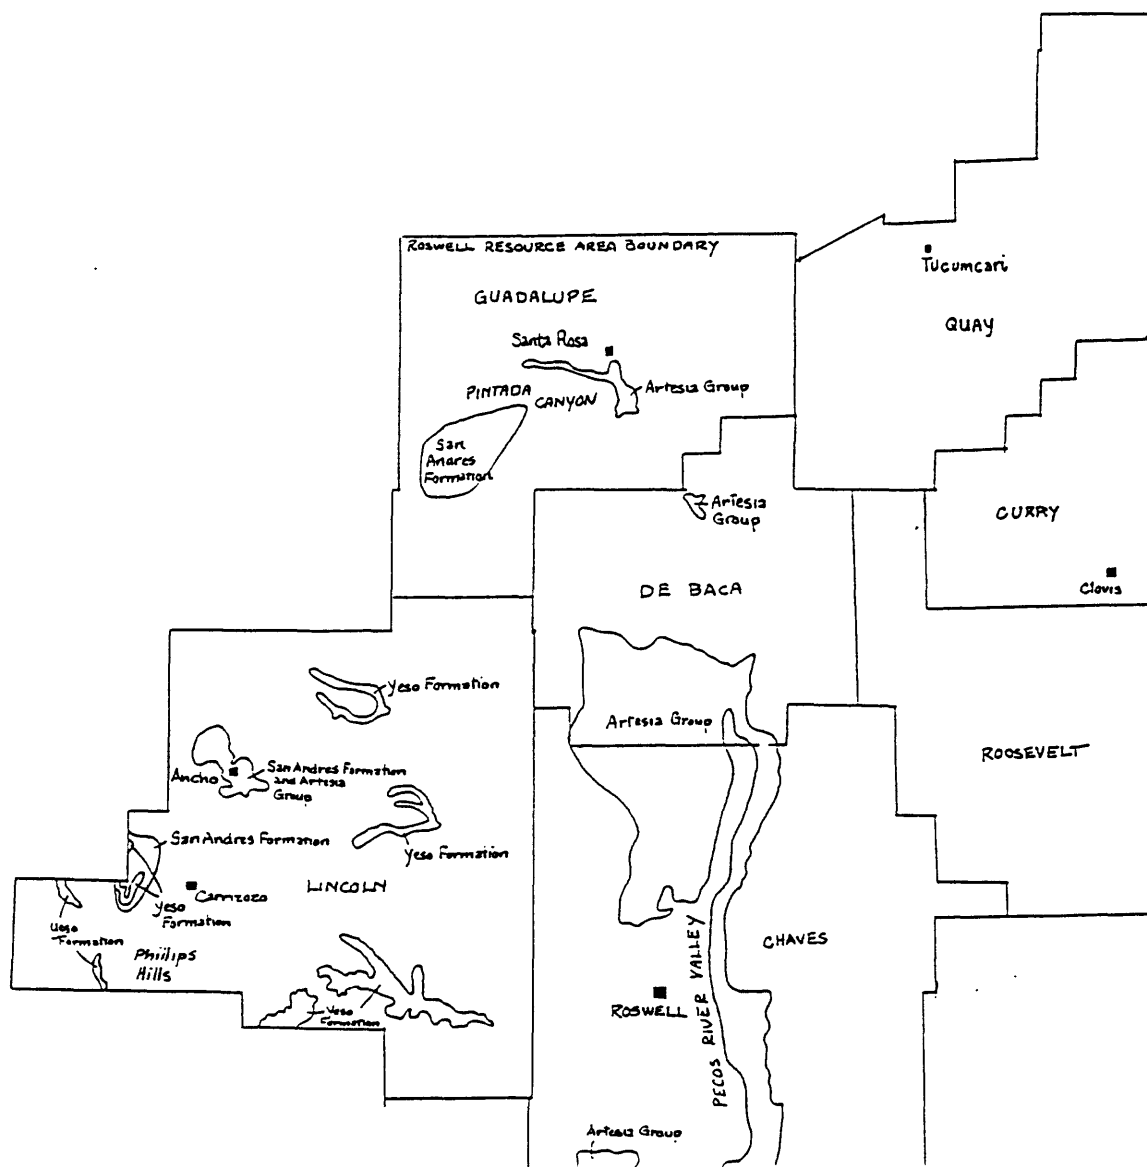 ROSWELL RESOURCE AREA BOUNDARY
Tucumcari
GUADALUPE
QUAY
Santa Rosa
PINTADA
CANYON
Artesia Group
San
Andres
Formation
Artesia
Group
CURRY
Clovis
DE BACA
Yeso Formation
Artesia Group
ROOSEVELT
Ancho
San Andres Formation
and Artesia
Group
San Andres Formation
Yeso Formation
Carrizozo
LINCOLN
Yeso
Formation
Yeso
Formation
Phillips
Hills
CHAVES
PECOS RIVER VALLEY
ROSWELL
Yeso
Formation
Artesia Group